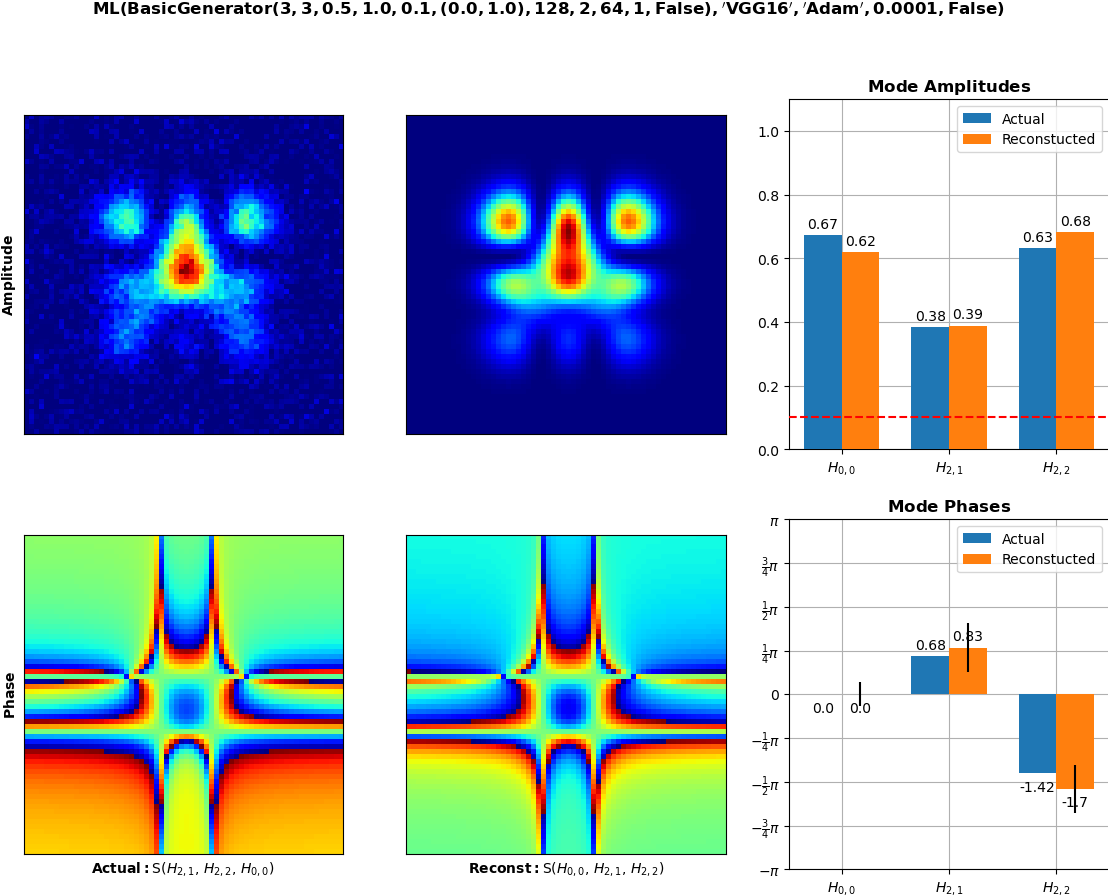 ML(BasicGenerator(3, 3, 0.5, 1.0, 0.1, (0.0, 1.0), 128, 2, 64, 1, False), ′VGG16′, ′Adam′, 0.0001, False)
Amplitude
Mode Amplitudes
Actual
Reconstucted
1.0
0.8
0.6
0.4
0.2
0.0
0.67
0.62
0.38
0.39
0.63
0.68
H0,0
H2,1
H2,2
Phase
Actual: S(H2,1, H2,2, H0,0)
Reconst: S(H0,0, H2,1, H2,2)
Mode Phases
Actual
Reconstucted
π
3/4π
1/2π
1/4π
0
−1/4π
−1/2π
−3/4π
−π
0.0
0.0
0.68
0.83
-1.42
-1.7
H0,0
H2,1
H2,2